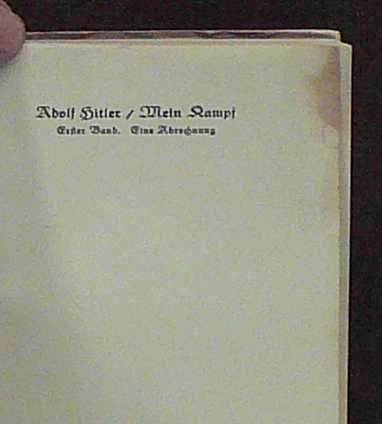 Adolf Hitler / Mein Kampf
Erster Band. Eine Abrechnung